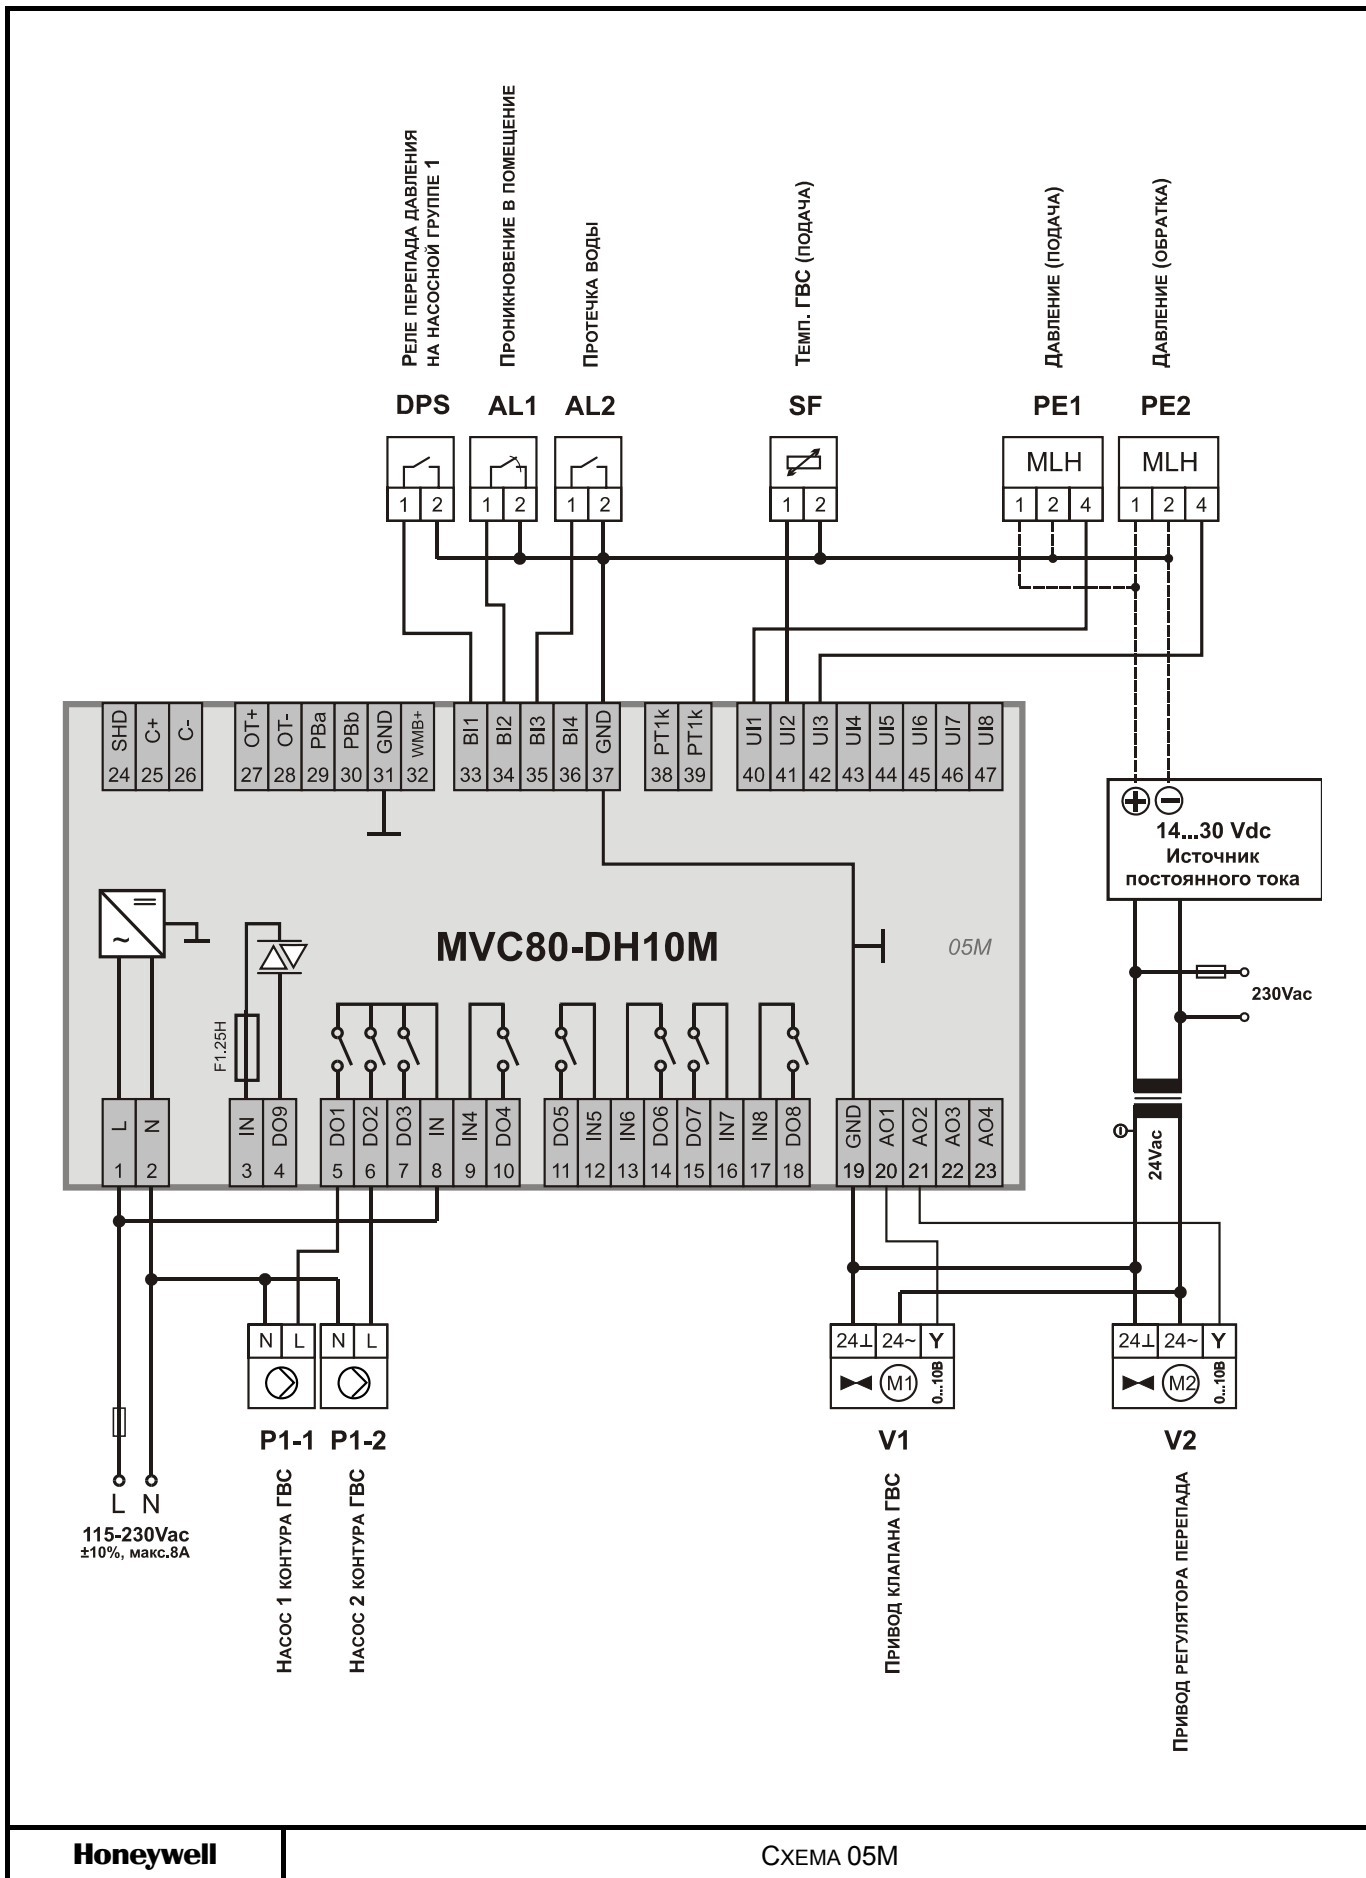 РЕЛЕ ПЕРЕПАДА ДАВЛЕНИЯ
НА НАСОСНОЙ ГРУППЕ 1
ПРОНИКНОВЕНИЕ В ПОМЕЩЕНИЕ
ПРОТЕЧКА ВОДЫ
ТЕМП. ГВС (ПОДАЧА)
ДАВЛЕНИЕ (ПОДАЧА)
ДАВЛЕНИЕ (ОБРАТКА)
DPS AL1 AL2 SF PE1 PE2
MLH MLH
1 2 1 2 1 2 1 2 1 2 4 1 2 4
SHD C+ C- OT+ OT- PBa PBb GND WMB+ BI1 BI2 BI3 BI4 GND PT1k PT1k UI1 UI2 UI3 UI4 UI5 UI6 UI7 UI8
24 25 26 27 28 29 30 31 32 33 34 35 36 37 38 39 40 41 42 43 44 45 46 47
14...30 Vdc
Источник
постоянного тока
~
MVC80-DH10M
05M
230Vac
F1.25H
24Vac
L N IN DO9 DO1 DO2 DO3 IN IN4 DO4 DO5 IN5 IN6 DO6 DO7 IN7 IN8 DO8 GND AO1 AO2 AO3 AO4
1 2 3 4 5 6 7 8 9 10 11 12 13 14 15 16 17 18 19 20 21 22 23
N L N L 24⊥ 24~ Y 24⊥ 24~ Y
M1 0...10В M2 0...10В
P1-1 P1-2 V1 V2
L N
115-230Vac
±10%, макс.8А
НАСОС 1 КОНТУРА ГВС
НАСОС 2 КОНТУРА ГВС
ПРИВОД КЛАПАНА ГВС
ПРИВОД РЕГУЛЯТОРА ПЕРЕПАДА
Honeywell
СХЕМА 05М